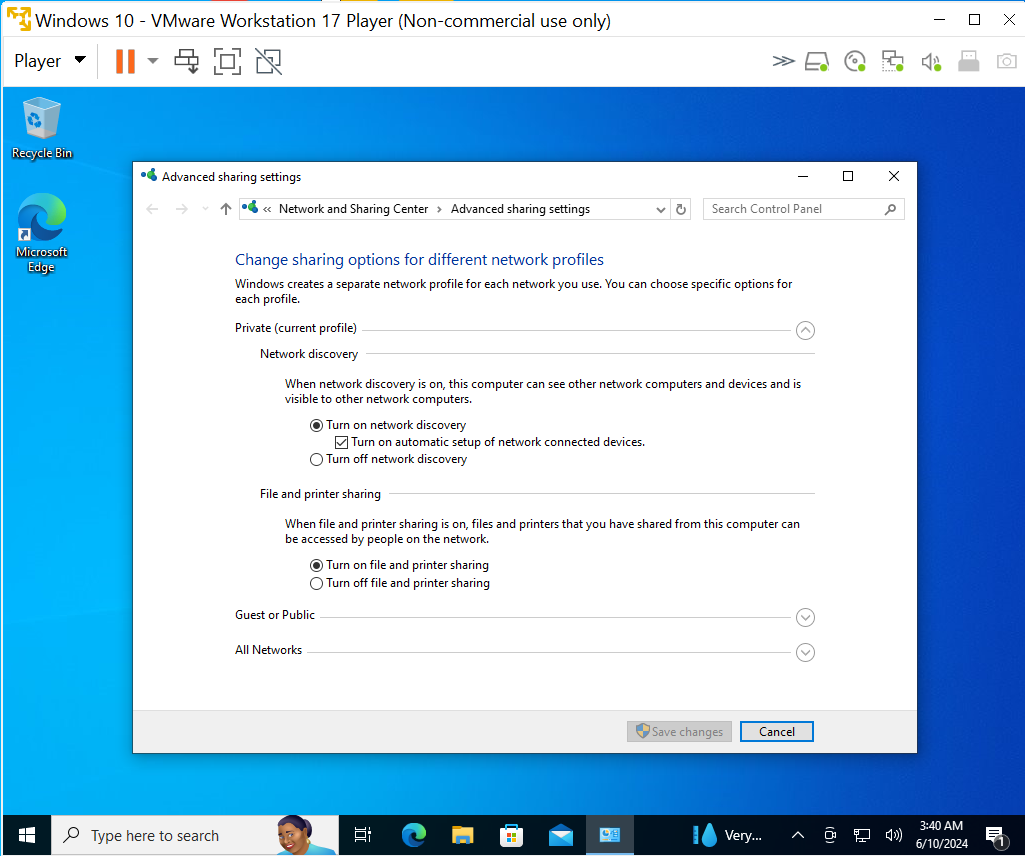 Windows 10 - VMware Workstation 17 Player (Non-commercial use only)
Player
Recycle Bin
Microsoft
Edge
Advanced sharing settings
« Network and Sharing Center › Advanced sharing settings
Search Control Panel
Change sharing options for different network profiles
Windows creates a separate network profile for each network you use. You can choose specific options for
each profile.
Private (current profile)
Network discovery
When network discovery is on, this computer can see other network computers and devices and is
visible to other network computers.
Turn on network discovery
Turn on automatic setup of network connected devices.
Turn off network discovery
File and printer sharing
When file and printer sharing is on, files and printers that you have shared from this computer can
be accessed by people on the network.
Turn on file and printer sharing
Turn off file and printer sharing
Guest or Public
All Networks
Save changes
Cancel
Type here to search
Very...
3:40 AM
6/10/2024
1